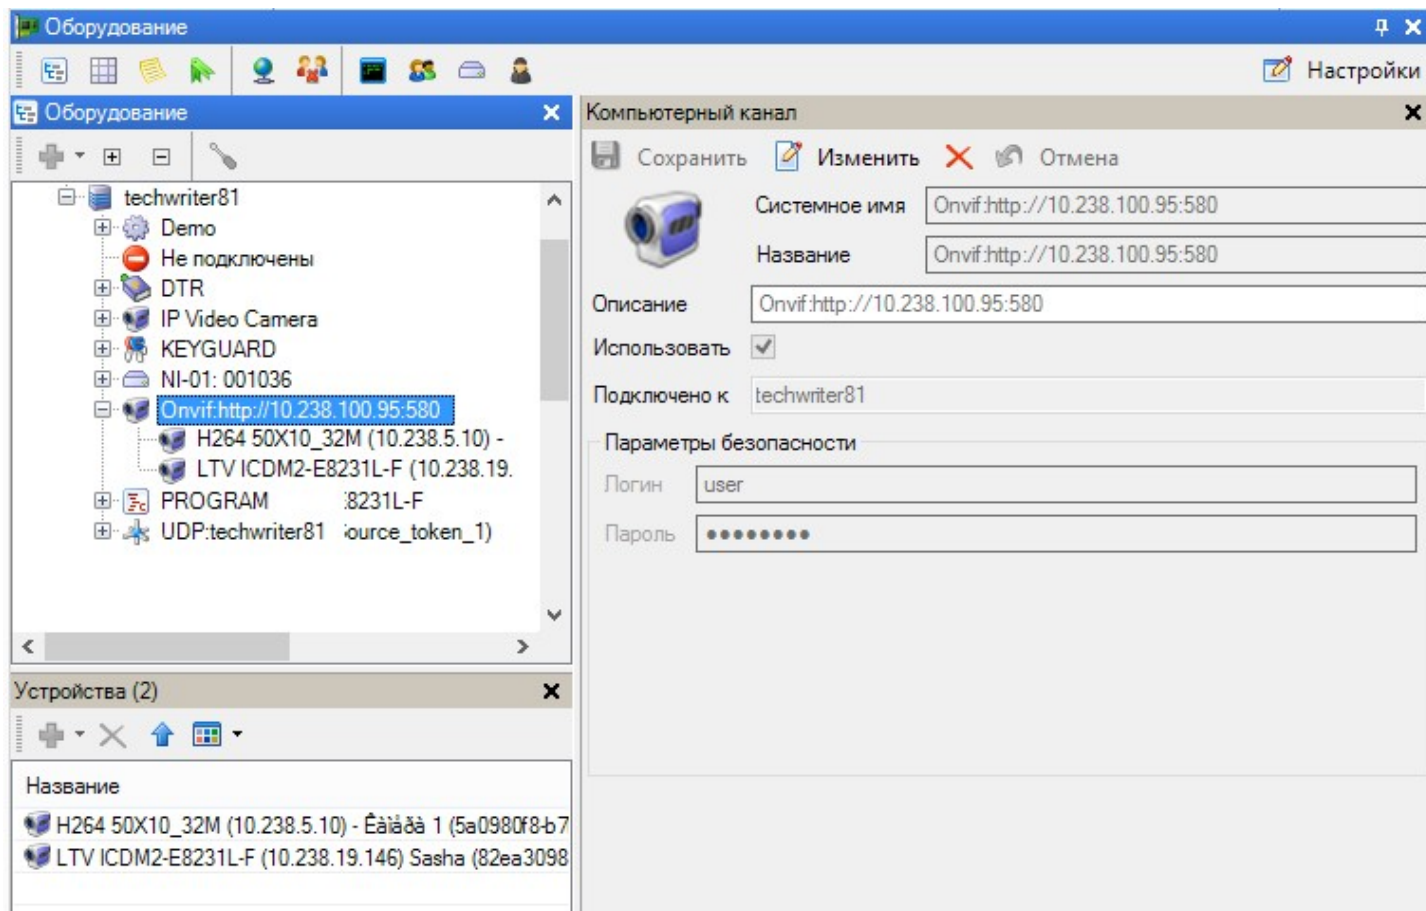 Оборудование
Настройки
Оборудование
techwriter81
Demo
Не подключены
DTR
IP Video Camera
KEYGUARD
NI-01: 001036
Onvif:http://10.238.100.95:580
H264 50X10_32M (10.238.5.10) -
LTV ICDM2-E8231L-F (10.238.19.
PROGRAM :8231L-F
UDP:techwriter81 ource_token_1)
Устройства (2)
Название
H264 50X10_32M (10.238.5.10) - Êàìåðà 1 (5a0980f8-b7
LTV ICDM2-E8231L-F (10.238.19.146) Sasha (82ea3098
Компьютерный канал
Сохранить Изменить Отмена
Системное имя Onvif:http://10.238.100.95:580
Название Onvif:http://10.238.100.95:580
Описание Onvif:http://10.238.100.95:580
Использовать
Подключено к techwriter81
Параметры безопасности
Логин user
Пароль ●●●●●●●●